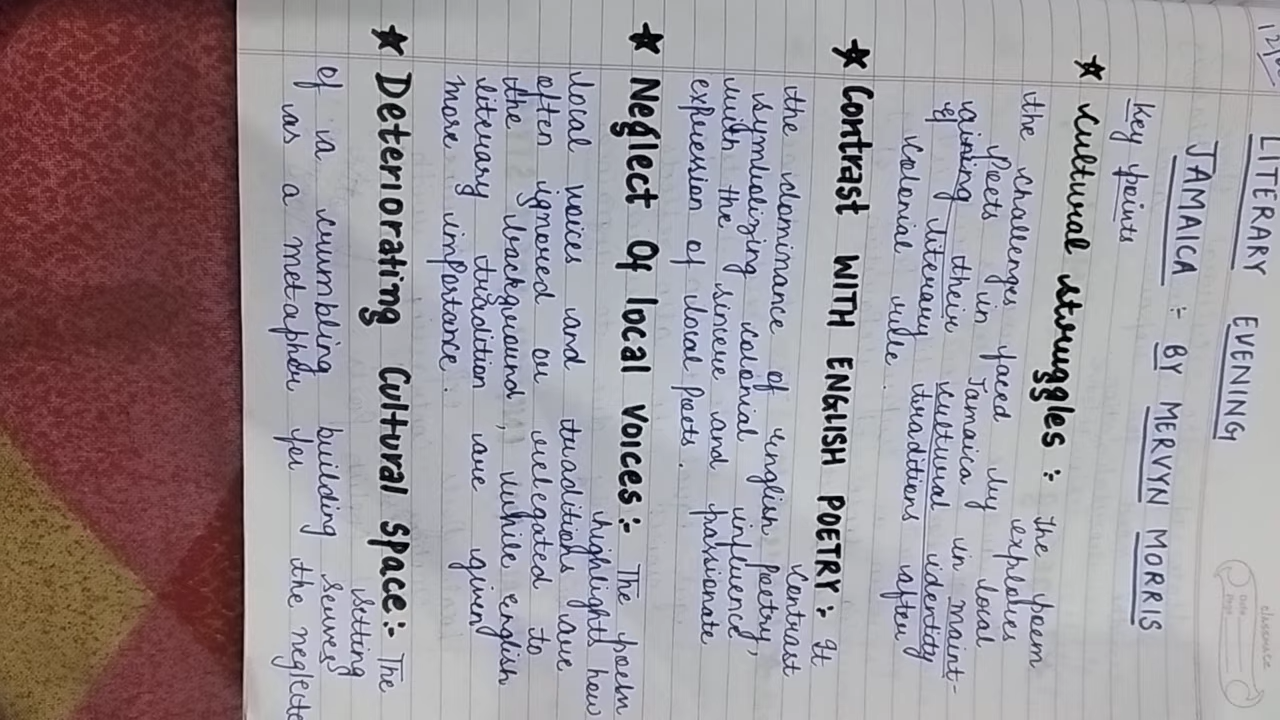 LITERARY EVENING
JAMAICA :- BY MERVYN MORRIS
Key points
★ Cultural struggles :- The poem
explores
the challenges faced by local
poets in Jamaica in maint-
aining their cultural identity
& literary traditions after
colonial rule.
★ Contrast WITH ENGLISH POETRY :- It
contrast
the dominance of English poetry,
symbolizing colonial influence,
with the sincere and passionate
expression of local poets.
★ Neglect Of local voices :- The poem
highlights how
local voices and traditions have
often ignored or relegated to
the background, while English
literary tradition are given
more importance.
★ Deteriorating Cultural Space :- The
setting
of a crumbling building serves
as a metaphor for the neglecte
classmate
Date
Page